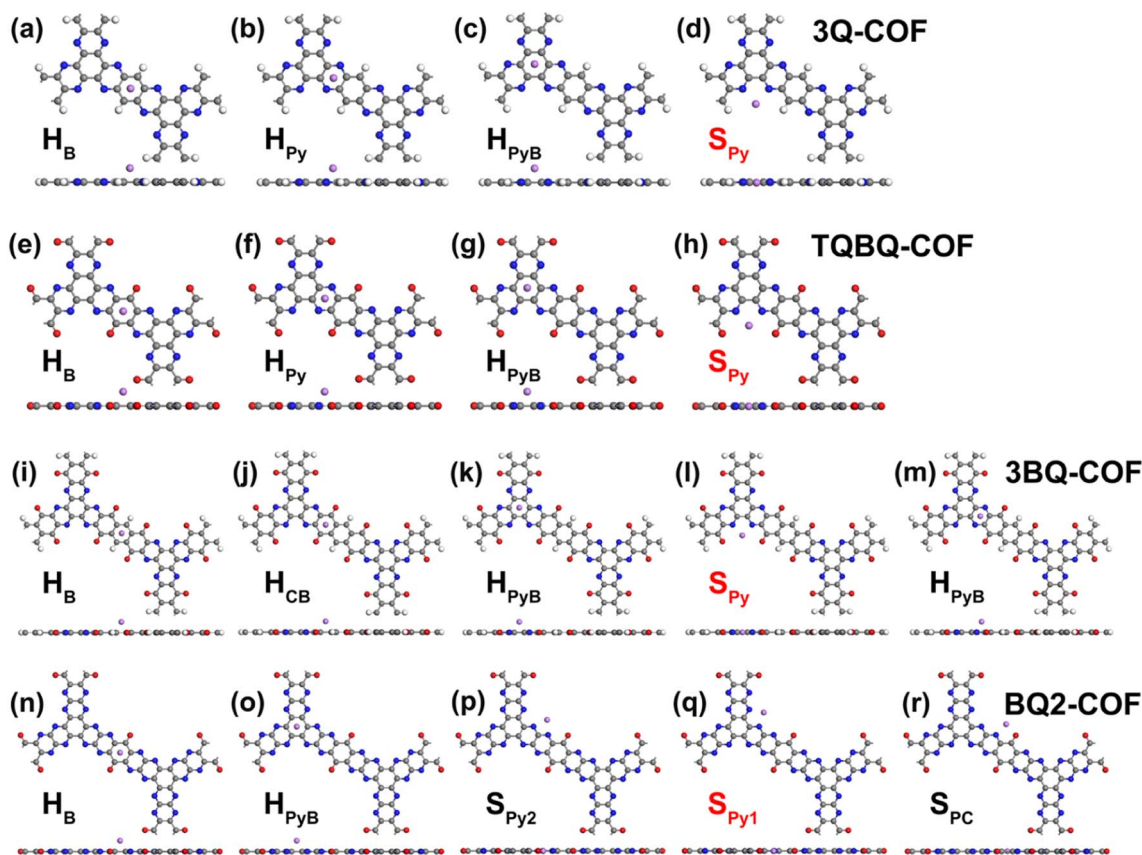 (a) (b) (c) (d) 3Q-COF
H_B H_Py H_PyB S_Py
(e) (f) (g) (h) TQBQ-COF
H_B H_Py H_PyB S_Py
(i) (j) (k) (l) (m) 3BQ-COF
H_B H_CB H_PyB S_Py H_PyB
(n) (o) (p) (q) (r) BQ2-COF
H_B H_PyB S_Py2 S_Py1 S_PC